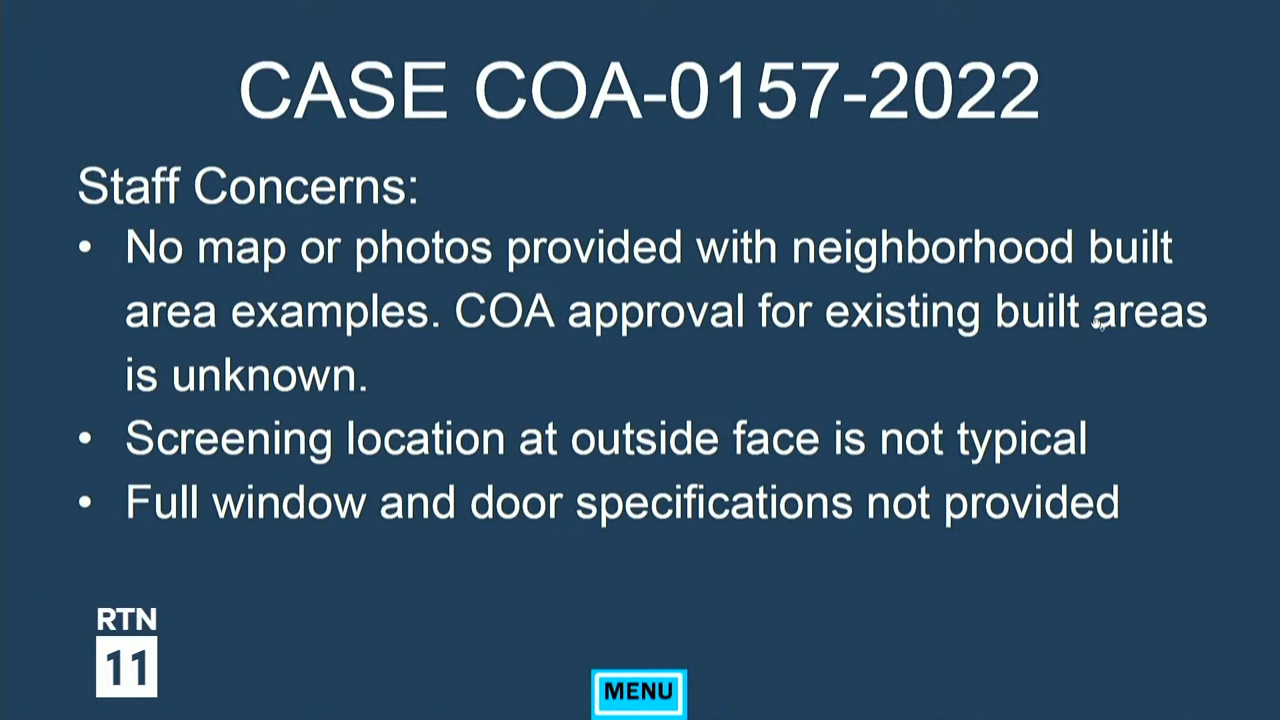 CASE COA-0157-2022
Staff Concerns:
• No map or photos provided with neighborhood built
area examples. COA approval for existing built areas
is unknown.
• Screening location at outside face is not typical
• Full window and door specifications not provided
RTN
11
MENU